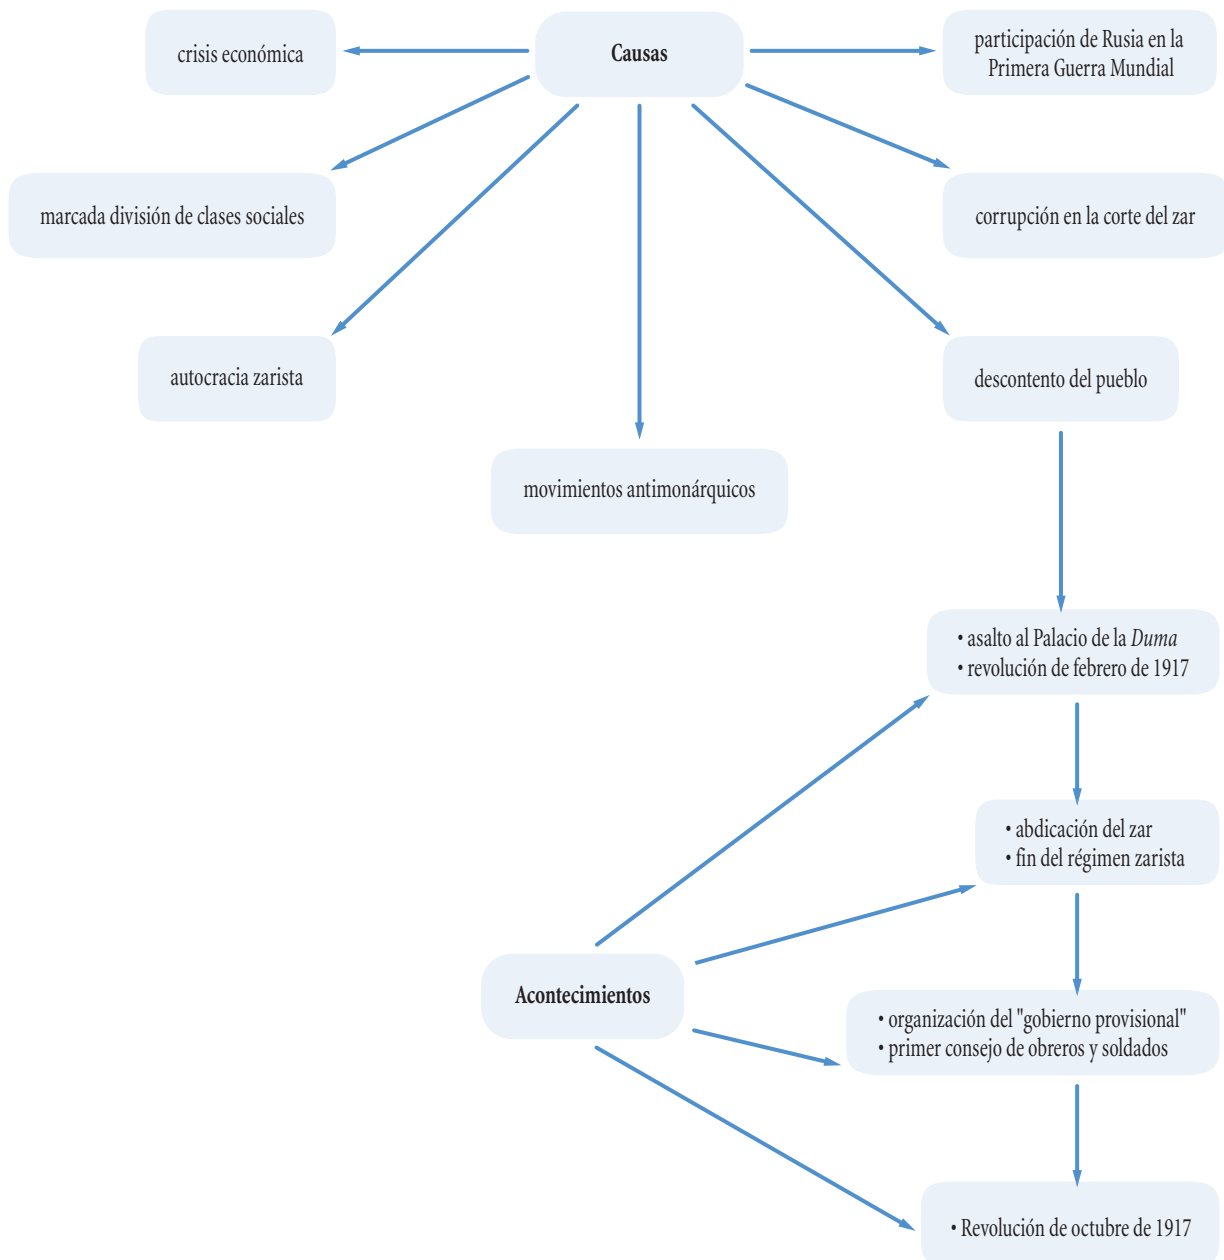 crisis económica
Causas
participación de Rusia en la
Primera Guerra Mundial
marcada división de clases sociales
corrupción en la corte del zar
autocracia zarista
descontento del pueblo
movimientos antimonárquicos
• asalto al Palacio de la Duma
• revolución de febrero de 1917
• abdicación del zar
• fin del régimen zarista
Acontecimientos
• organización del "gobierno provisional"
• primer consejo de obreros y soldados
• Revolución de octubre de 1917